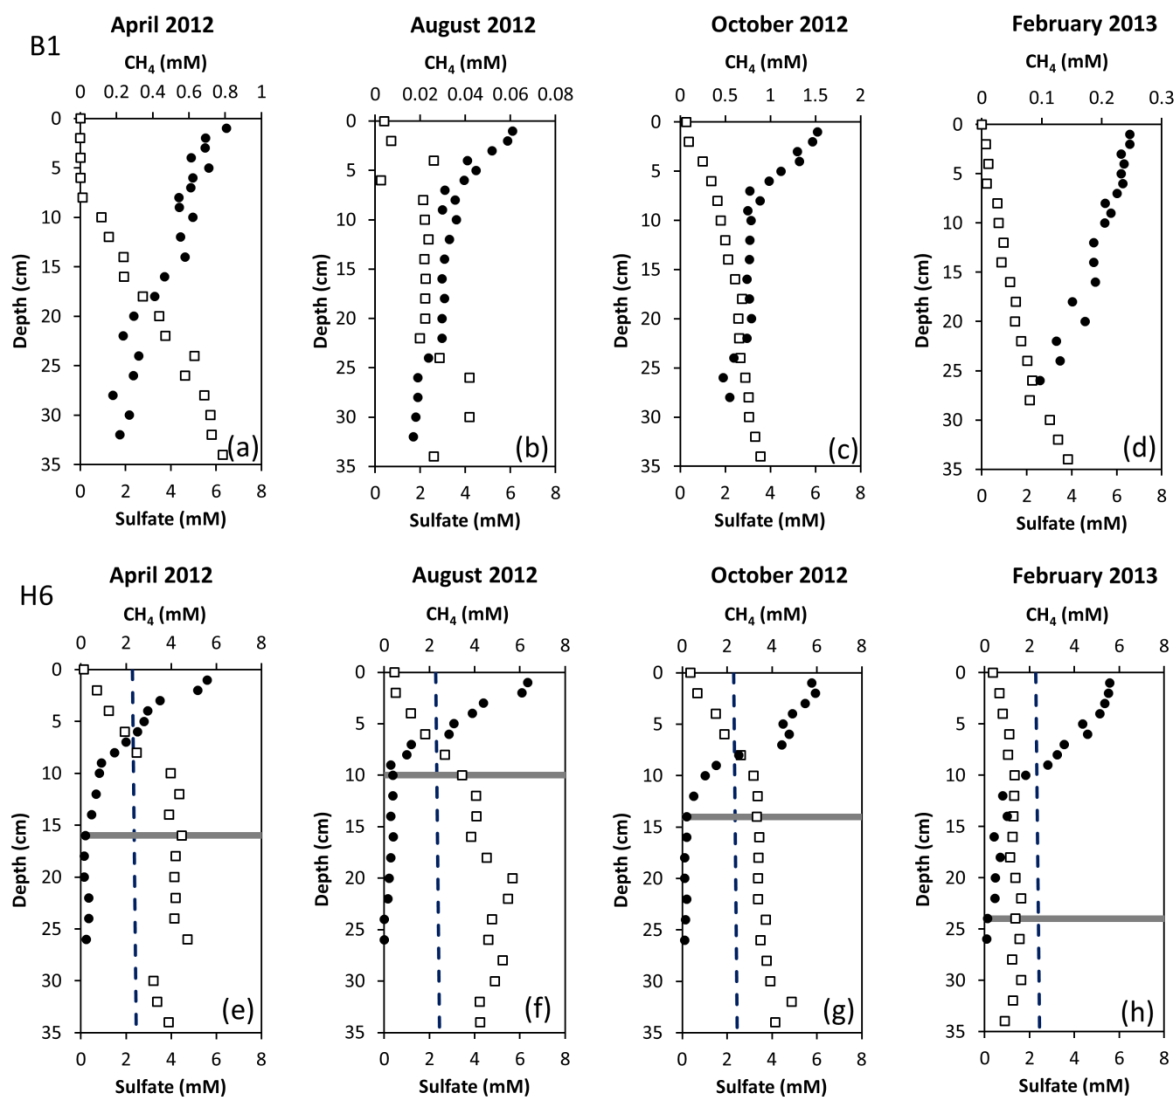 B1
April 2012 August 2012 October 2012 February 2013
CH4 (mM) CH4 (mM) CH4 (mM) CH4 (mM)
0 0.2 0.4 0.6 0.8 1 0 0.02 0.04 0.06 0.08 0 0.5 1 1.5 2 0 0.1 0.2 0.3
Depth (cm) Depth (cm) Depth (cm) Depth (cm)
0 0 0 0
5 5 5 5
10 10 10 10
15 15 15 15
20 20 20 20
25 25 25 25
30 30 30 30
35 35 35 35
(a) (b) (c) (d)
0 2 4 6 8 0 2 4 6 8 0 2 4 6 8 0 2 4 6 8
Sulfate (mM) Sulfate (mM) Sulfate (mM) Sulfate (mM)
H6
April 2012 August 2012 October 2012 February 2013
CH4 (mM) CH4 (mM) CH4 (mM) CH4 (mM)
0 2 4 6 8 0 2 4 6 8 0 2 4 6 8 0 2 4 6 8
Depth (cm) Depth (cm) Depth (cm) Depth (cm)
0 0 0 0
5 5 5 5
10 10 10 10
15 15 15 15
20 20 20 20
25 25 25 25
30 30 30 30
35 35 35 35
(e) (f) (g) (h)
0 2 4 6 8 0 2 4 6 8 0 2 4 6 8 0 2 4 6 8
Sulfate (mM) Sulfate (mM) Sulfate (mM) Sulfate (mM)